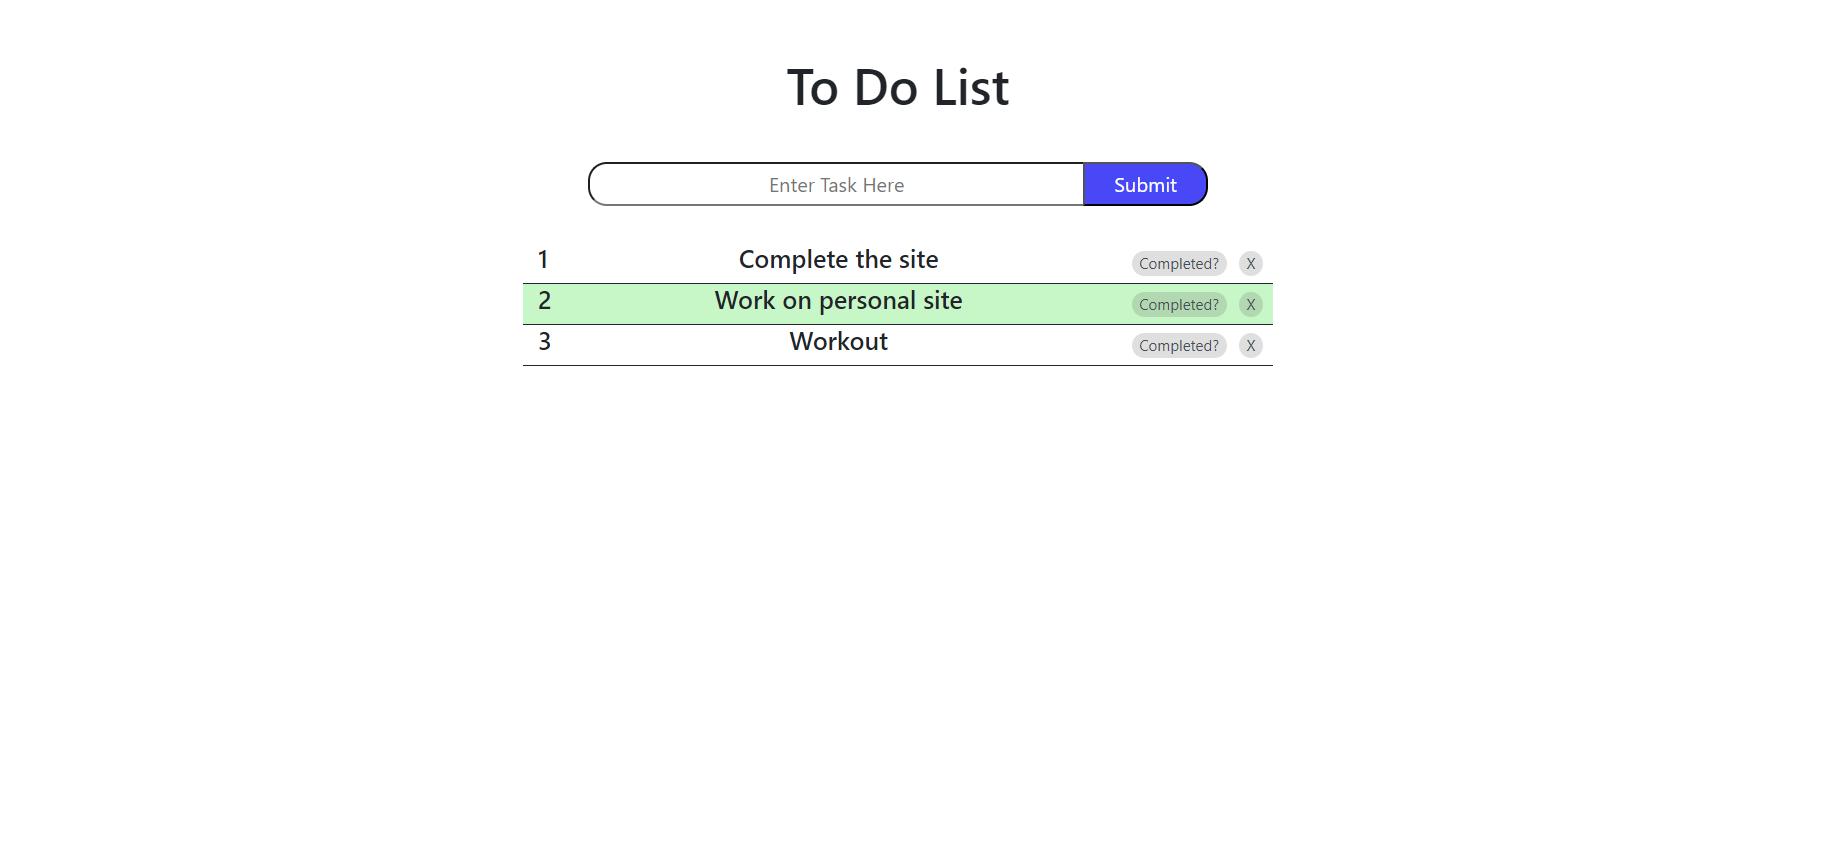 To Do List
Enter Task Here Submit
1 Complete the site Completed? X
2 Work on personal site Completed? X
3 Workout Completed? X